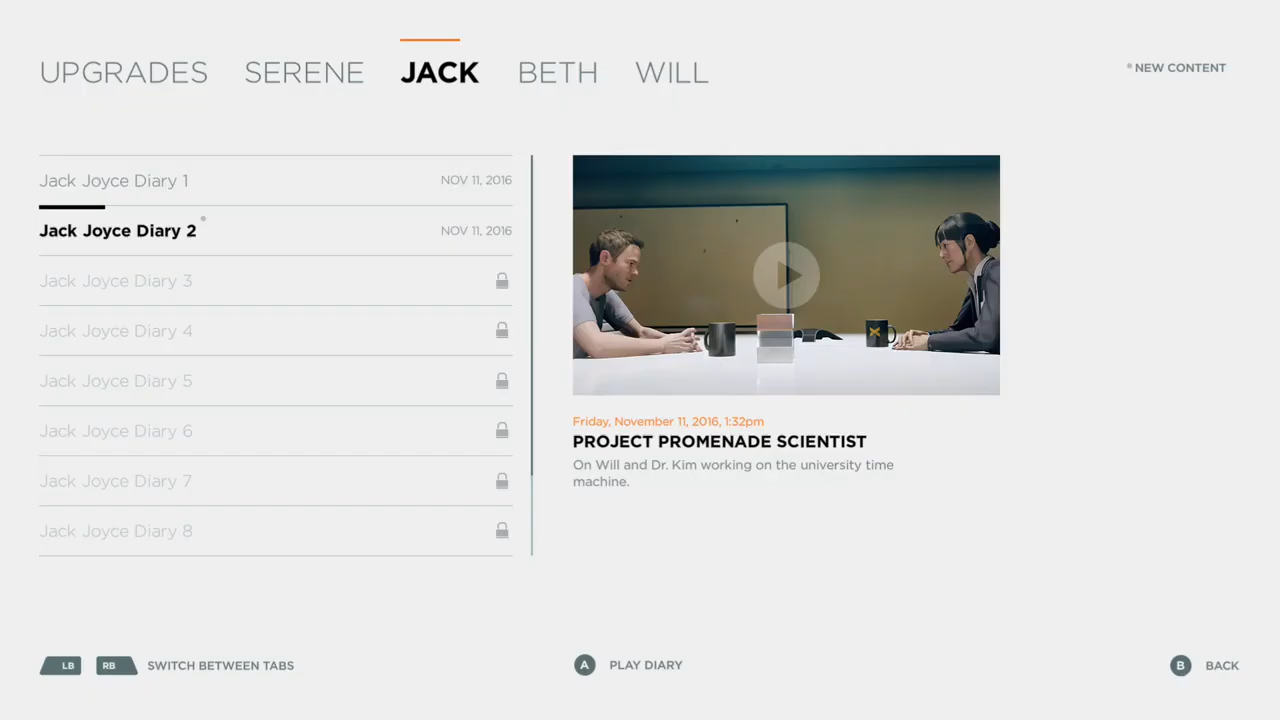 UPGRADES SERENE JACK BETH WILL
NEW CONTENT
Jack Joyce Diary 1 NOV 11, 2016
Jack Joyce Diary 2 NOV 11, 2016
Jack Joyce Diary 3
Jack Joyce Diary 4
Jack Joyce Diary 5
Jack Joyce Diary 6
Jack Joyce Diary 7
Jack Joyce Diary 8
Friday, November 11, 2016, 1:32pm
PROJECT PROMENADE SCIENTIST
On Will and Dr. Kim working on the university time
machine.
LB RB SWITCH BETWEEN TABS
A PLAY DIARY
B BACK